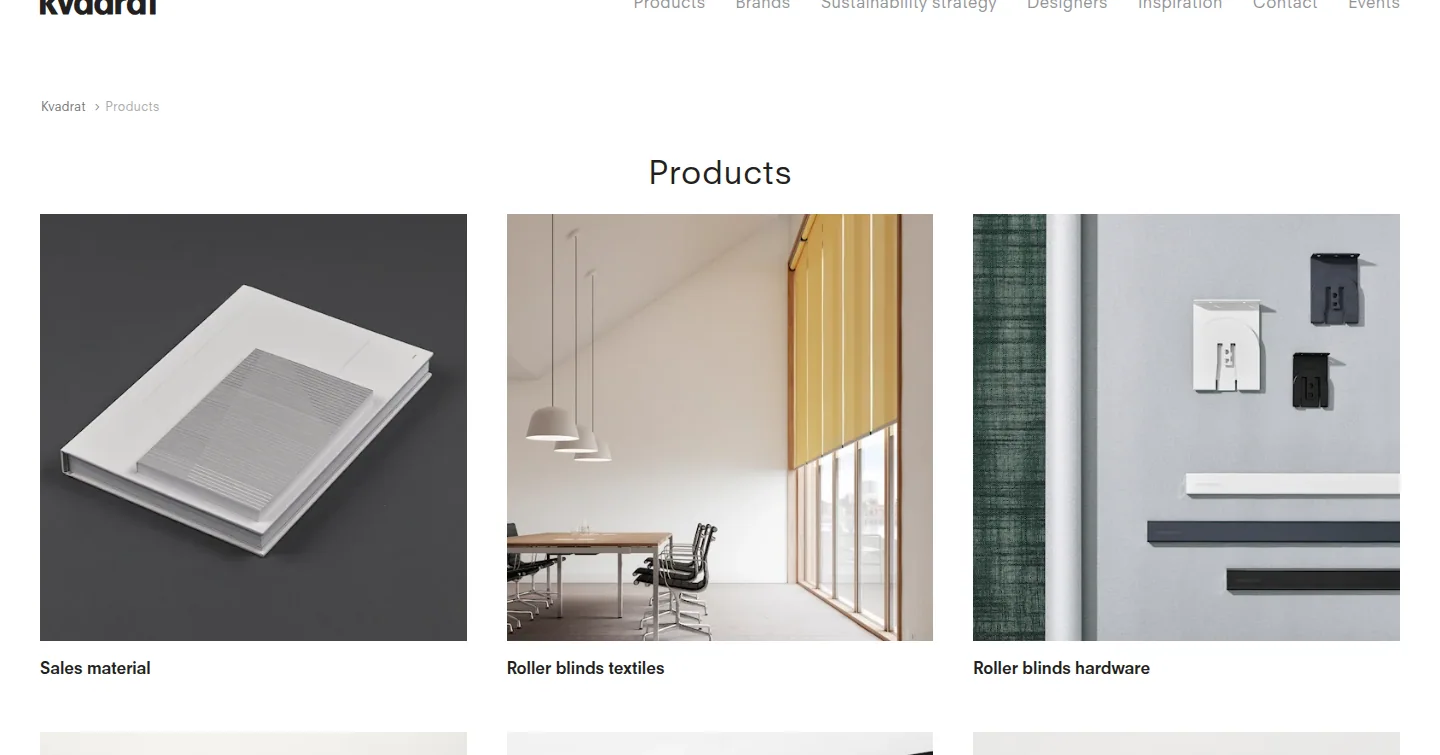 kvadrat
Products Brands Sustainability strategy Designers Inspiration Contact Events
Kvadrat › Products
Products
Sales material
Roller blinds textiles
Roller blinds hardware